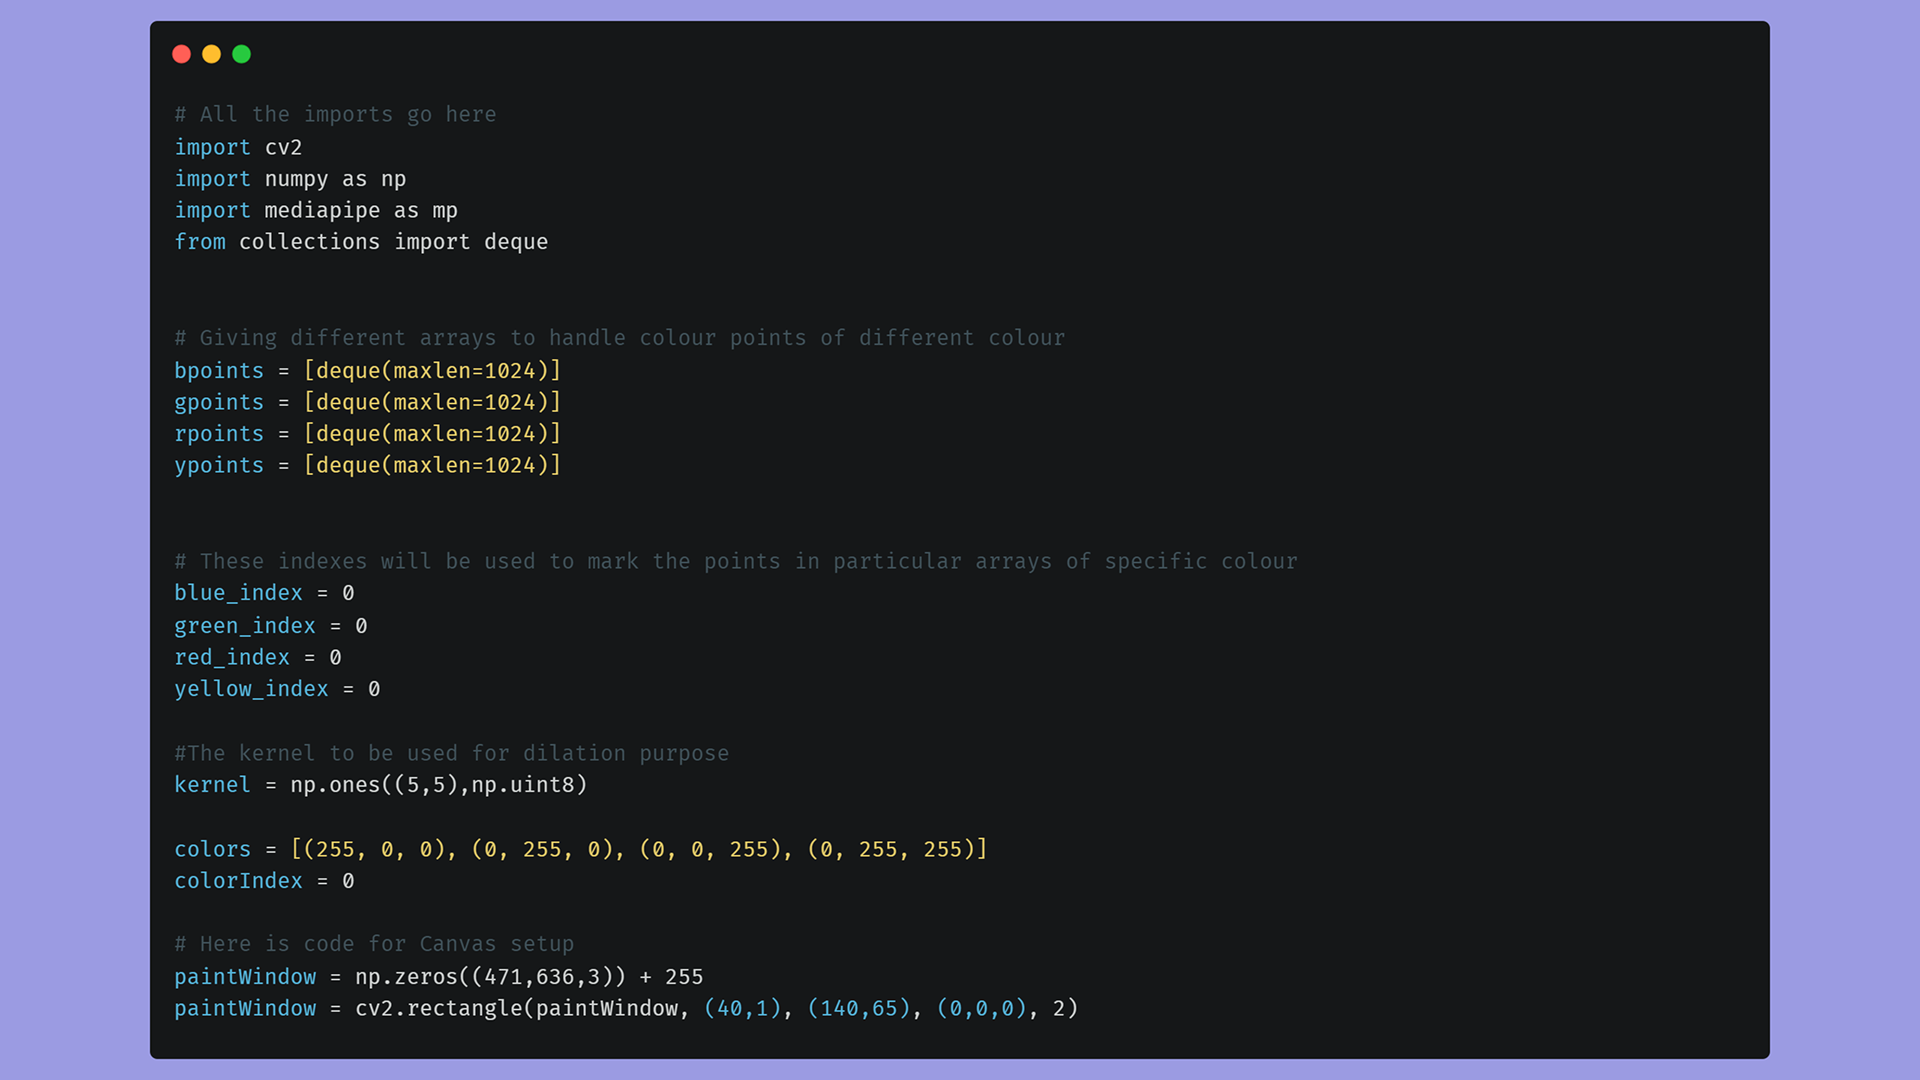 # All the imports go here
import cv2
import numpy as np
import mediapipe as mp
from collections import deque
# Giving different arrays to handle colour points of different colour
bpoints = [deque(maxlen=1024)]
gpoints = [deque(maxlen=1024)]
rpoints = [deque(maxlen=1024)]
ypoints = [deque(maxlen=1024)]
# These indexes will be used to mark the points in particular arrays of specific colour
blue_index = 0
green_index = 0
red_index = 0
yellow_index = 0
#The kernel to be used for dilation purpose
kernel = np.ones((5,5),np.uint8)
colors = [(255, 0, 0), (0, 255, 0), (0, 0, 255), (0, 255, 255)]
colorIndex = 0
# Here is code for Canvas setup
paintWindow = np.zeros((471,636,3)) + 255
paintWindow = cv2.rectangle(paintWindow, (40,1), (140,65), (0,0,0), 2)